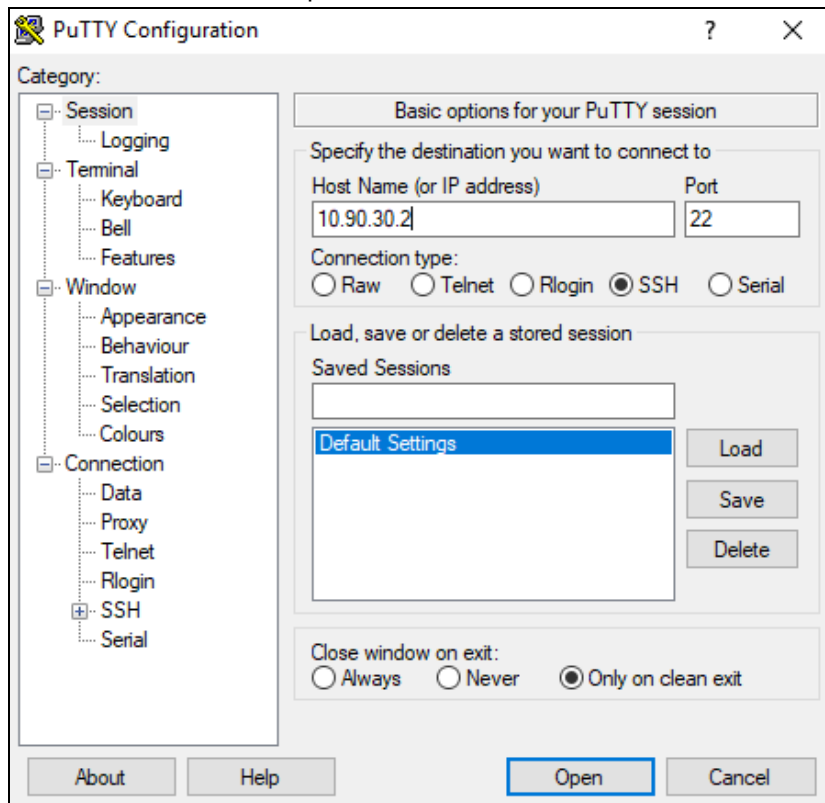 PuTTY Configuration ? ×
Category:
Session
Logging
Terminal
Keyboard
Bell
Features
Window
Appearance
Behaviour
Translation
Selection
Colours
Connection
Data
Proxy
Telnet
Rlogin
SSH
Serial
Basic options for your PuTTY session
Specify the destination you want to connect to
Host Name (or IP address) Port
10.90.30.2 22
Connection type:
Raw Telnet Rlogin SSH Serial
Load, save or delete a stored session
Saved Sessions
Default Settings
Load
Save
Delete
Close window on exit:
Always Never Only on clean exit
About Help Open Cancel